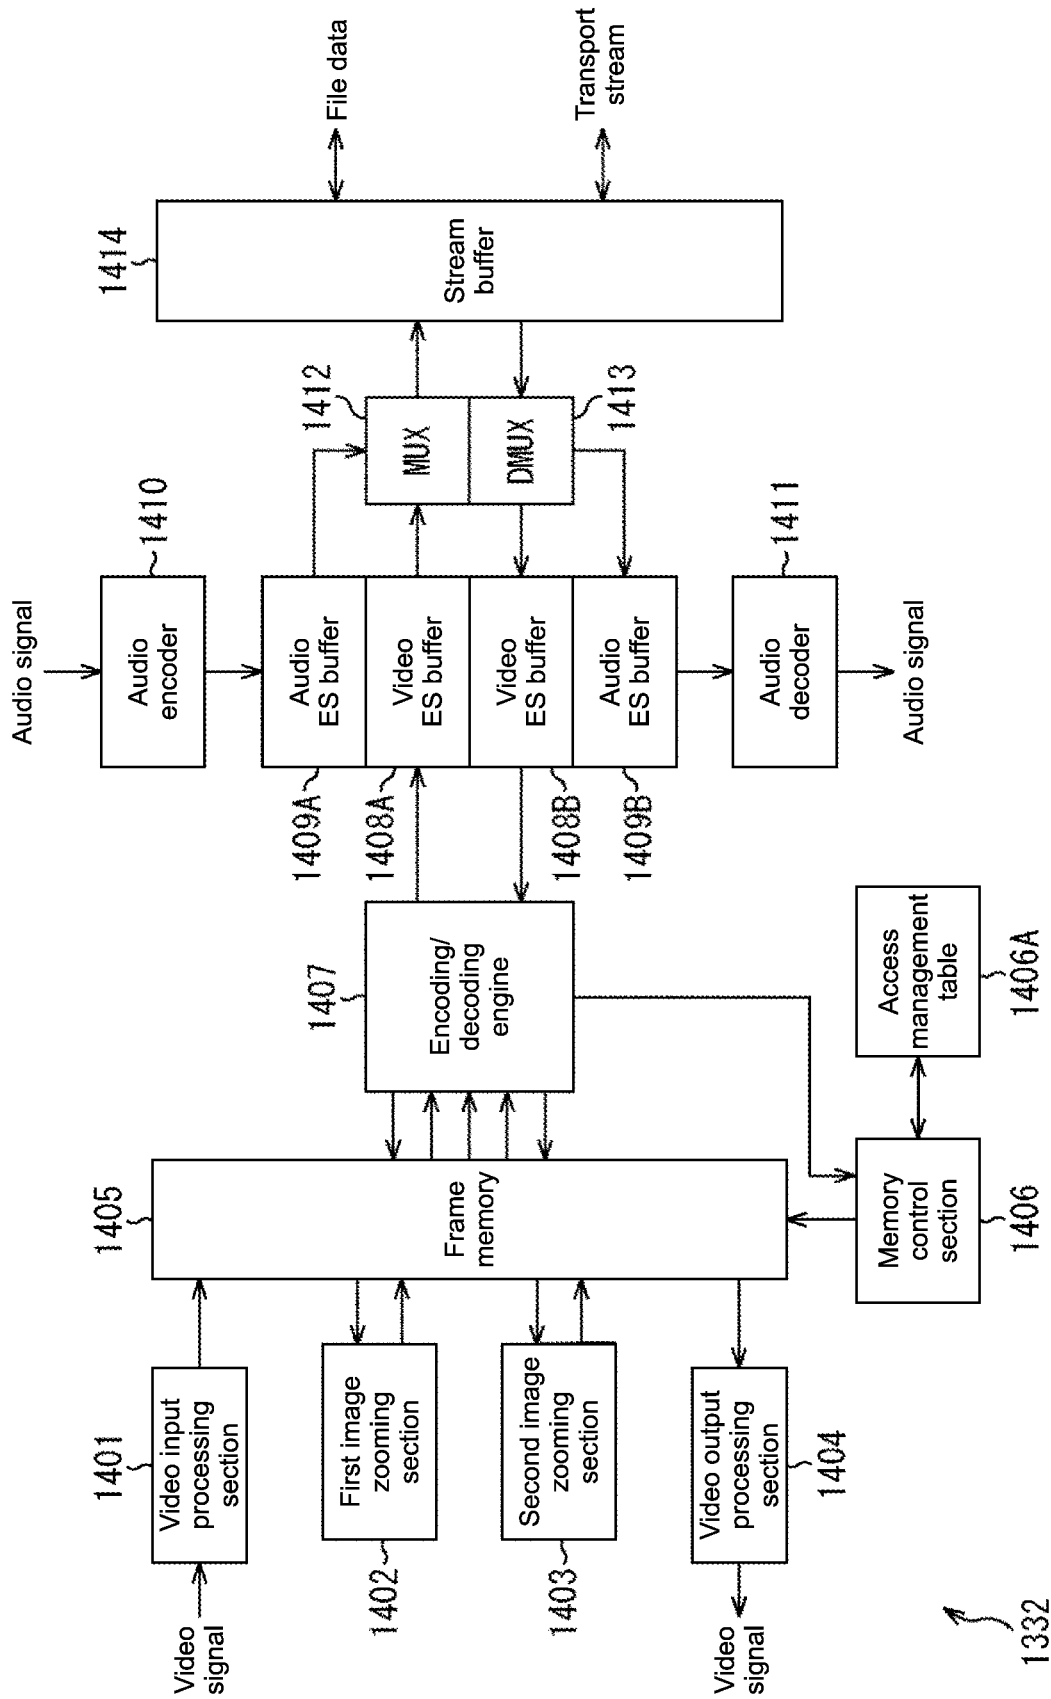 Video
signal
1401
Video input
processing
section
1402
First image
zooming
section
1403
Second image
zooming
section
Video
signal
1404
Video output
processing
section
1405
Frame
memory
1406
Memory
control
section
1406A
Access
management
table
1407
Encoding/
decoding
engine
Audio signal
1410
Audio
encoder
1409A
Audio
ES buffer
1408A
Video
ES buffer
1408B
Video
ES buffer
1409B
Audio
ES buffer
1411
Audio
decoder
Audio signal
1412
MUX
DMUX
1413
1414
Stream
buffer
File data
Transport
stream
1332